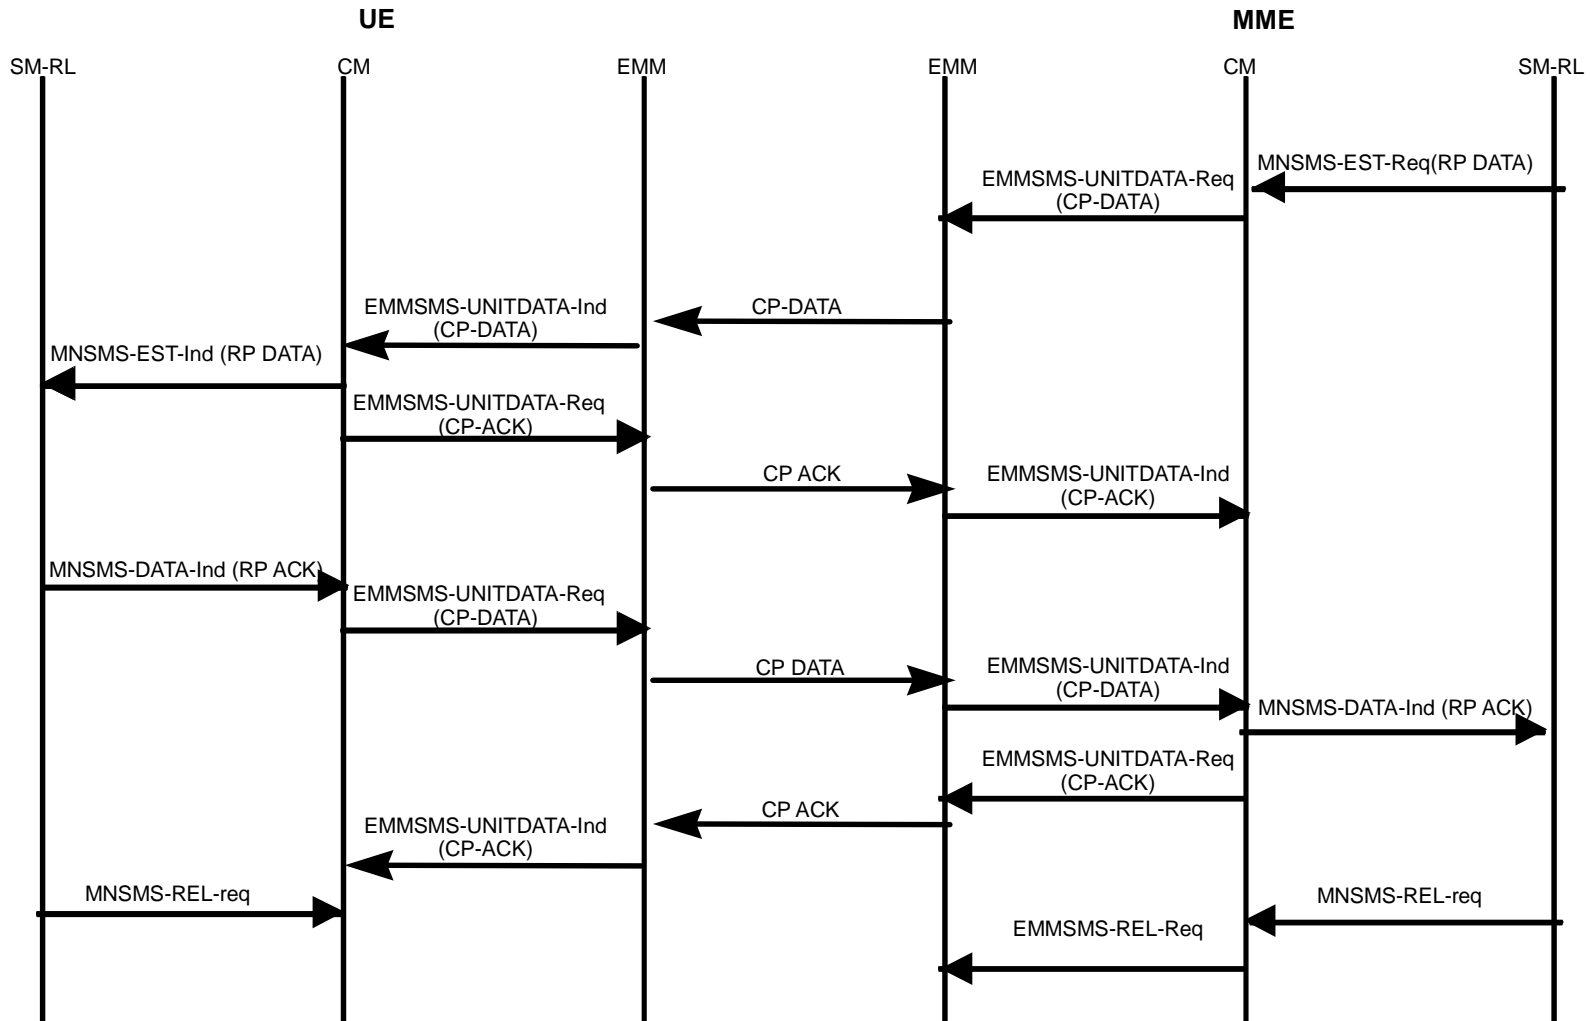 UE
MME
SM-RL
CM
EMM
EMM
CM
SM-RL
MNSMS-EST-Req(RP DATA)
EMMSMS-UNITDATA-Req
(CP-DATA)
CP-DATA
EMMSMS-UNITDATA-Ind
(CP-DATA)
MNSMS-EST-Ind (RP DATA)
EMMSMS-UNITDATA-Req
(CP-ACK)
CP ACK
EMMSMS-UNITDATA-Ind
(CP-ACK)
MNSMS-DATA-Ind (RP ACK)
EMMSMS-UNITDATA-Req
(CP-DATA)
CP DATA
EMMSMS-UNITDATA-Ind
(CP-DATA)
MNSMS-DATA-Ind (RP ACK)
EMMSMS-UNITDATA-Req
(CP-ACK)
CP ACK
EMMSMS-UNITDATA-Ind
(CP-ACK)
MNSMS-REL-req
MNSMS-REL-req
EMMSMS-REL-Req